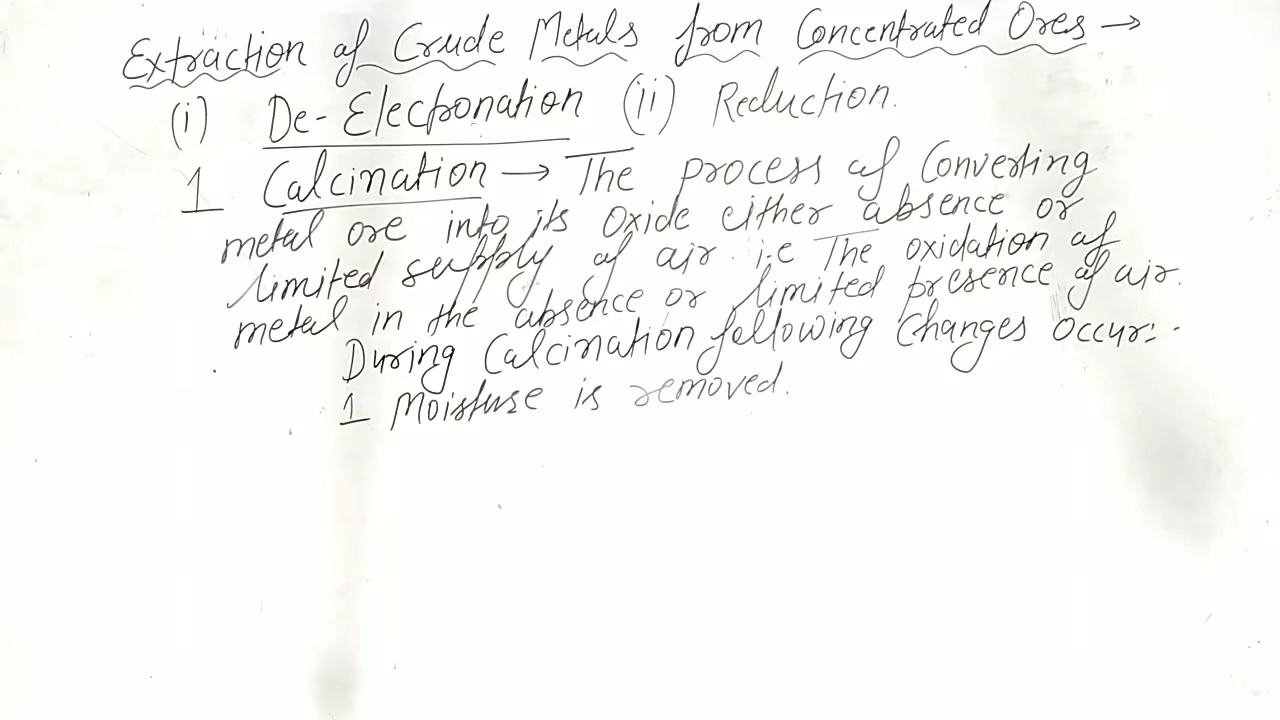 Extraction of Crude Metals from Concentrated Ores →
(i) De-Electronation (ii) Reduction.
1 Calcination → The process of Converting
metal ore into its Oxide either absence or
limited supply of air i.e The oxidation of
metal in the absence or limited presence of air.
During Calcination following Changes Occur:-
1 Moisture is removed.